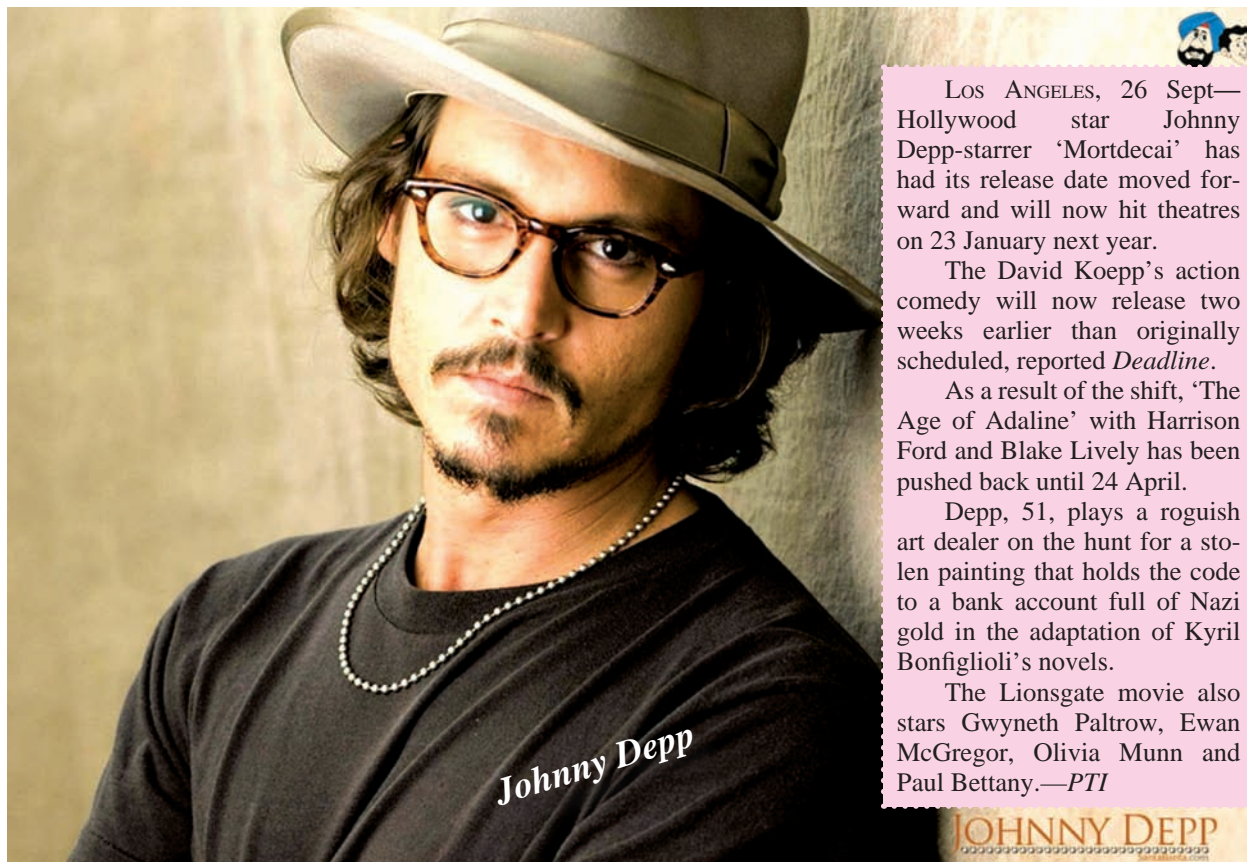 Los Angeles, 26 Sept—
Hollywood star Johnny
Depp-starrer ‘Mortdecai’ has
had its release date moved for-
ward and will now hit theatres
on 23 January next year.
The David Koepp’s action
comedy will now release two
weeks earlier than originally
scheduled, reported Deadline.
As a result of the shift, ‘The
Age of Adaline’ with Harrison
Ford and Blake Lively has been
pushed back until 24 April.
Depp, 51, plays a roguish
art dealer on the hunt for a sto-
len painting that holds the code
to a bank account full of Nazi
gold in the adaptation of Kyril
Bonfiglioli’s novels.
The Lionsgate movie also
stars Gwyneth Paltrow, Ewan
McGregor, Olivia Munn and
Paul Bettany.—PTI
Johnny Depp
JOHNNY DEPP
santabanta.com